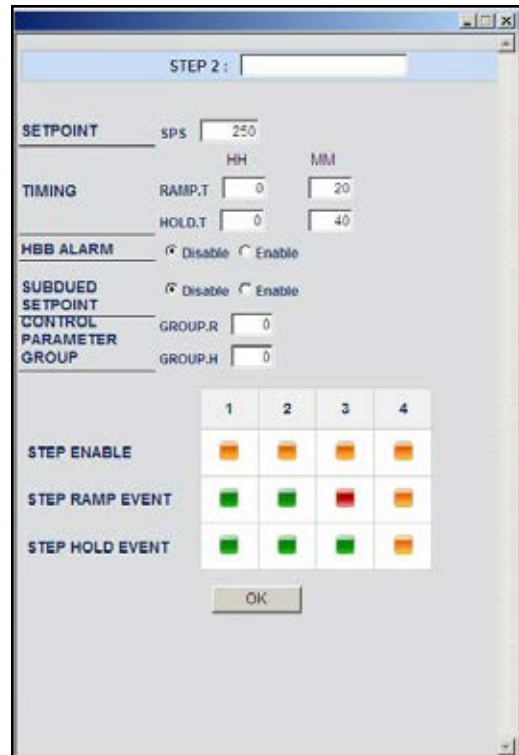 STEP 2 :
SETPOINT SPS 250
HH MM
TIMING RAMP.T 0 20
HOLD.T 0 40
HBB ALARM Disable Enable
SUBDUED SETPOINT Disable Enable
CONTROL PARAMETER GROUP GROUP.R 0
GROUP.H 0
1 2 3 4
STEP ENABLE
STEP RAMP EVENT
STEP HOLD EVENT
OK